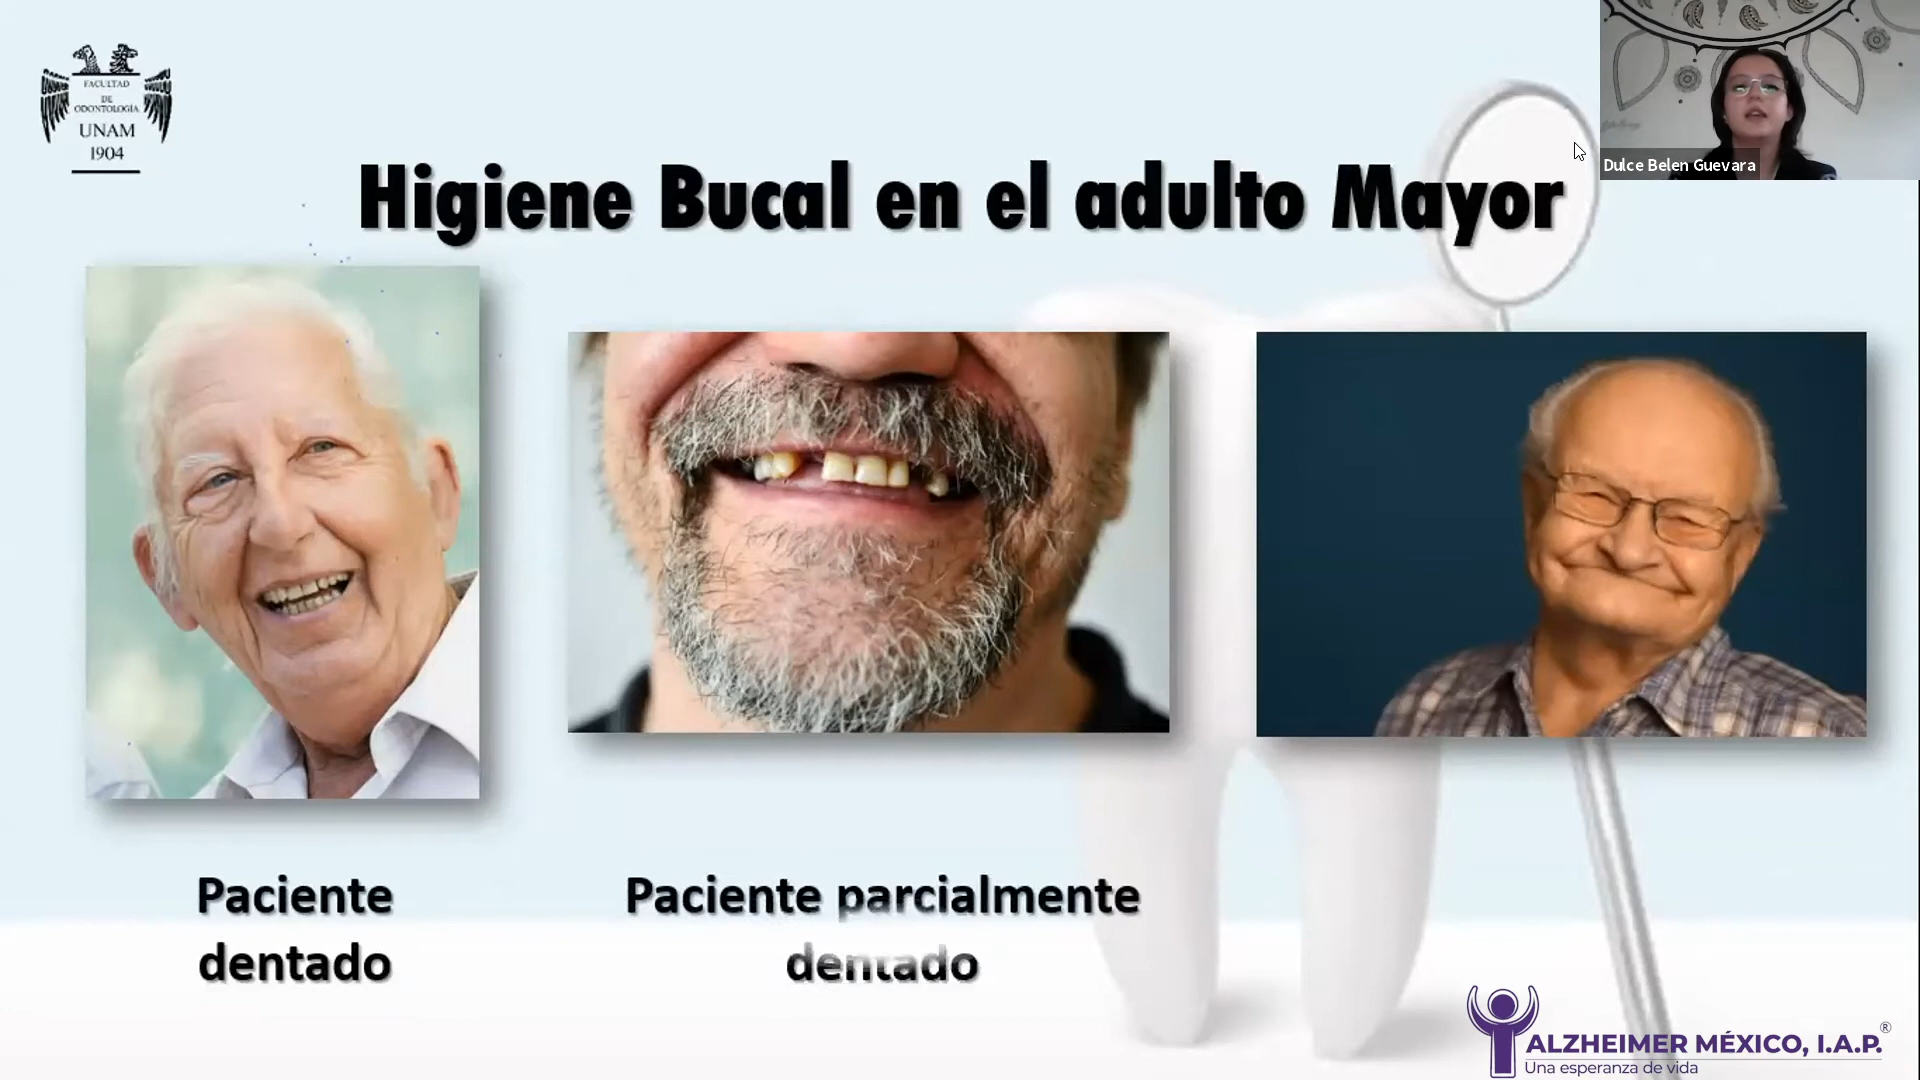 FACULTAD
DE
ODONTOLOGÍA
UNAM
1904
Dulce Belen Guevara
Higiene Bucal en el adulto Mayor
Paciente
dentado
Paciente parcialmente
dentado
ALZHEIMER MÉXICO, I.A.P.®
Una esperanza de vida